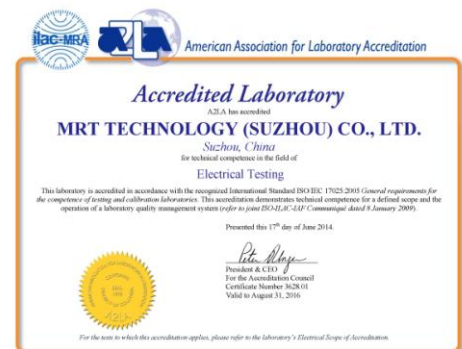 ilac-MRA
A2LA
American Association for Laboratory Accreditation
Accredited Laboratory
A2LA has accredited
MRT TECHNOLOGY (SUZHOU) CO., LTD.
Suzhou, China
for technical competence in the field of
Electrical Testing
This laboratory is accredited in accordance with the recognized International Standard ISO/IEC 17025:2005 General requirements for
the competence of testing and calibration laboratories. This accreditation demonstrates technical competence for a defined scope and the
operation of a laboratory quality management system (refer to joint ISO-ILAC-IAF Communiqué dated 8 January 2009).
Presented this 17th day of June 2014.
President & CEO
For the Accreditation Council
Certificate Number 3628.01
Valid to August 31, 2016
A2LA
For the tests to which this accreditation applies, please refer to the laboratory's Electrical Scope of Accreditation.